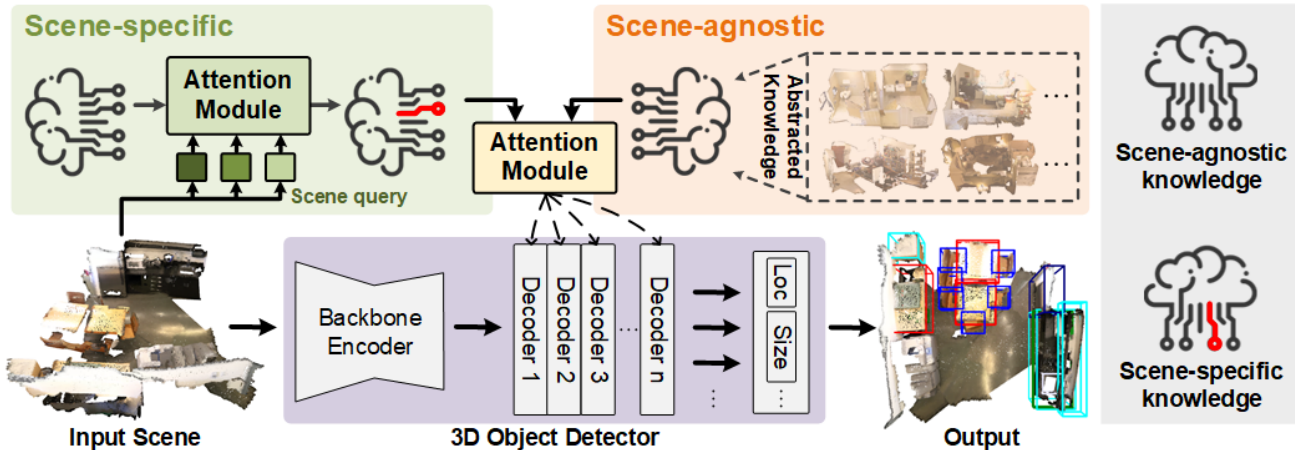 Scene-specific
Attention
Module
Scene query
Scene-agnostic
Abstracted
Knowledge
Attention
Module
Scene-agnostic
knowledge
Scene-specific
knowledge
Backbone
Encoder
Decoder 1
Decoder 2
Decoder 3
...
Decoder n
Loc
Size
...
Input Scene
3D Object Detector
Output